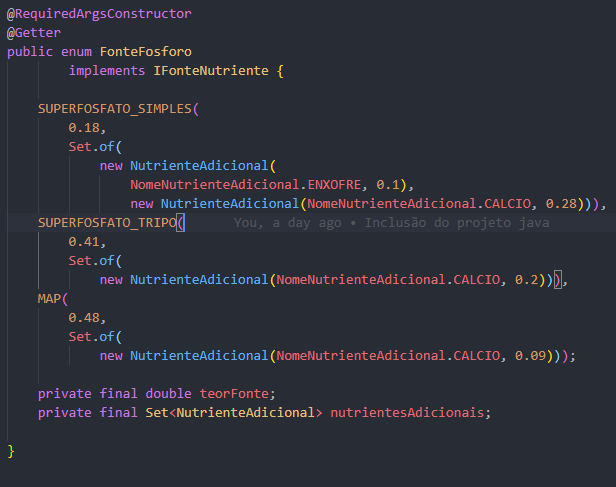 @RequiredArgsConstructor
@Getter
public enum FonteFosforo
implements IFonteNutriente {
SUPERFOSFATO_SIMPLES(
0.18,
Set.of(
new NutrienteAdicional(
NomeNutrienteAdicional.ENXOFRE, 0.1),
new NutrienteAdicional(NomeNutrienteAdicional.CALCIO, 0.28))),
SUPERFOSFATO_TRIPO( You, a day ago • Inclusão do projeto java
0.41,
Set.of(
new NutrienteAdicional(NomeNutrienteAdicional.CALCIO, 0.2))),
MAP(
0.48,
Set.of(
new NutrienteAdicional(NomeNutrienteAdicional.CALCIO, 0.09)));
private final double teorFonte;
private final Set<NutrienteAdicional> nutrientesAdicionais;
}